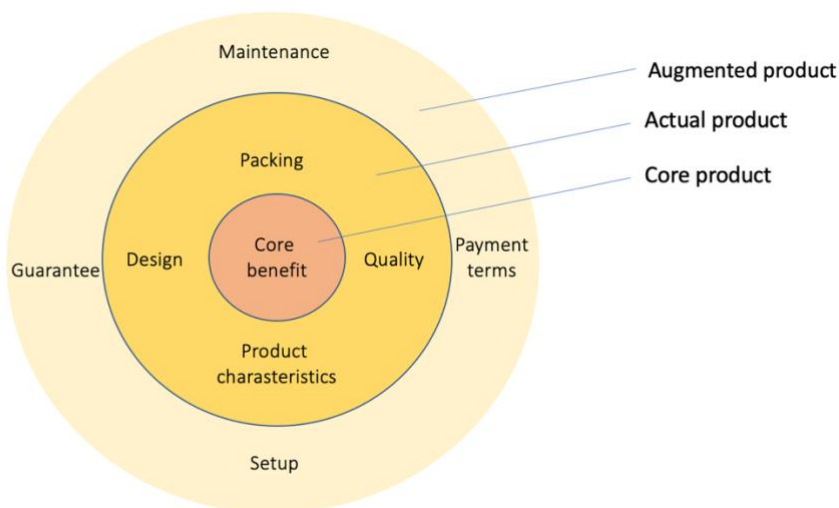 Maintenance
Augmented product
Actual product
Packing
Core product
Core
benefit
Design
Quality
Guarantee
Payment
terms
Product
charasteristics
Setup